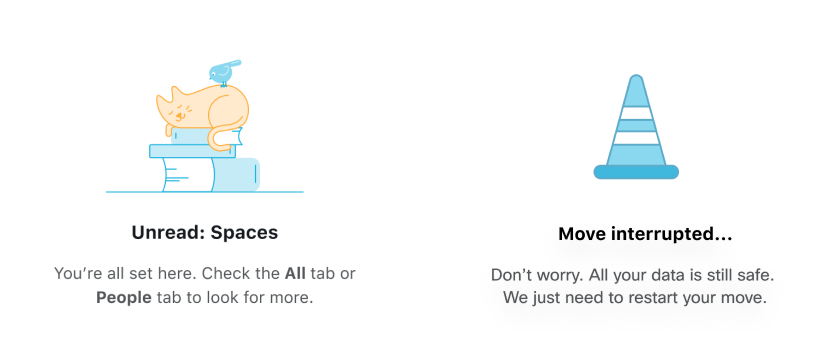 Unread: Spaces
You’re all set here. Check the All tab or
People tab to look for more.
Move interrupted...
Don’t worry. All your data is still safe.
We just need to restart your move.